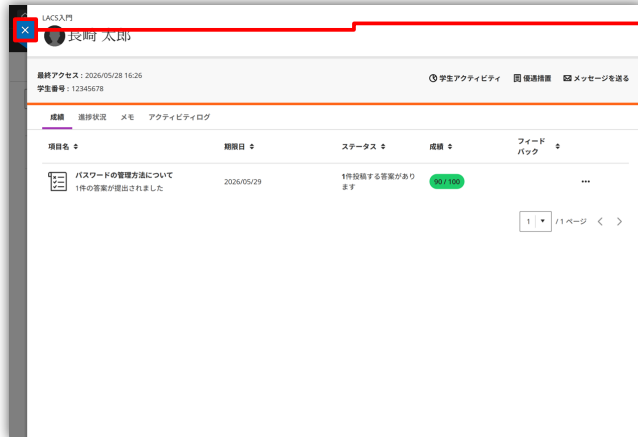 LACS入門
長崎 太郎
最終アクセス : 2026/05/28 16:26
学生番号 : 12345678
学生アクティビティ
優遇措置
メッセージを送る
成績 進捗状況 メモ アクティビティログ
項目名 期限日 ステータス 成績 フィードバック
パスワードの管理方法について
1件の答案が提出されました
2026/05/29
1件投稿する答案があり
ます
90 / 100
1 / 1 ページ